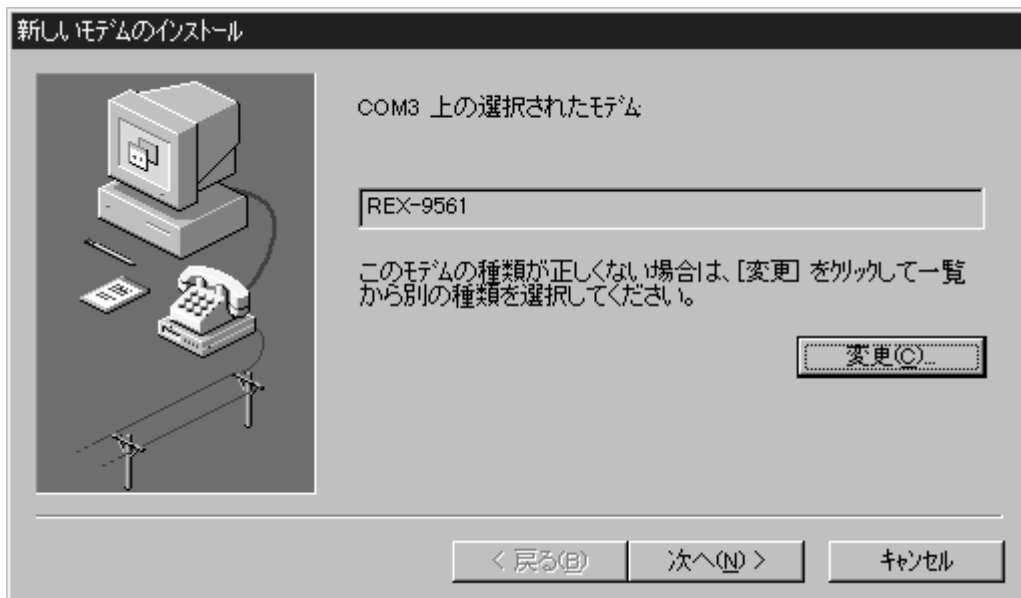 新しいモデムのインストール
COM3 上の選択されたモデム
REX-9561
このモデムの種類が正しくない場合は、[変更] をクリックして一覧
から別の種類を選択してください。
変更(C)...
< 戻る(B)
次へ(N) >
キャンセル